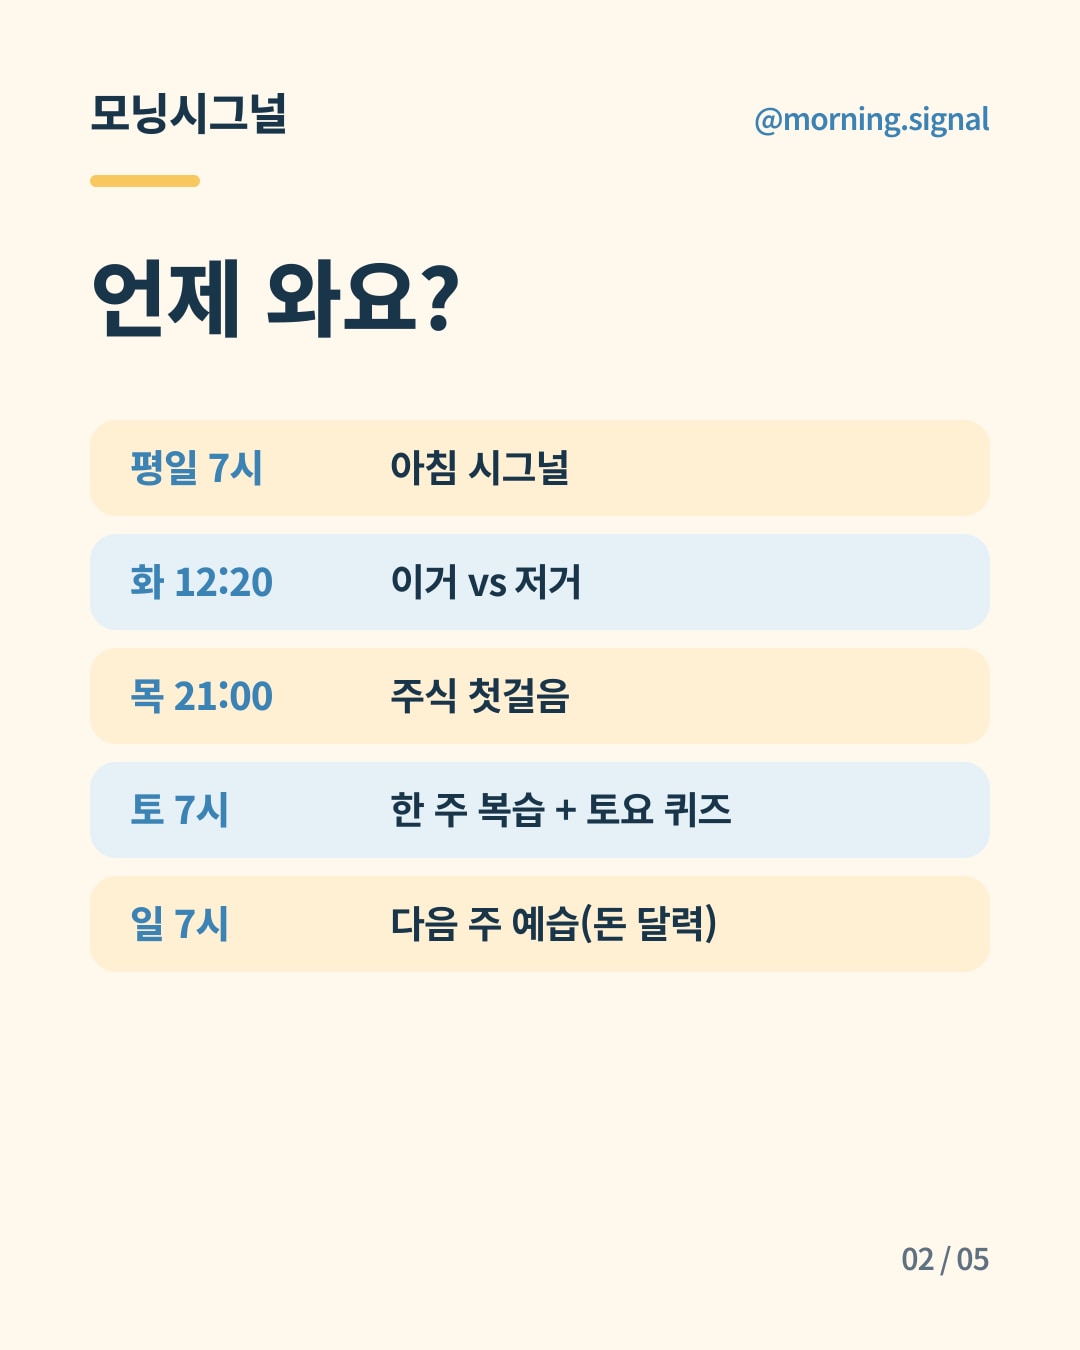 모닝시그널
@morning.signal
언제 와요?
평일 7시 아침 시그널
화 12:20 이거 vs 저거
목 21:00 주식 첫걸음
토 7시 한 주 복습 + 토요 퀴즈
일 7시 다음 주 예습(돈 달력)
02 / 05